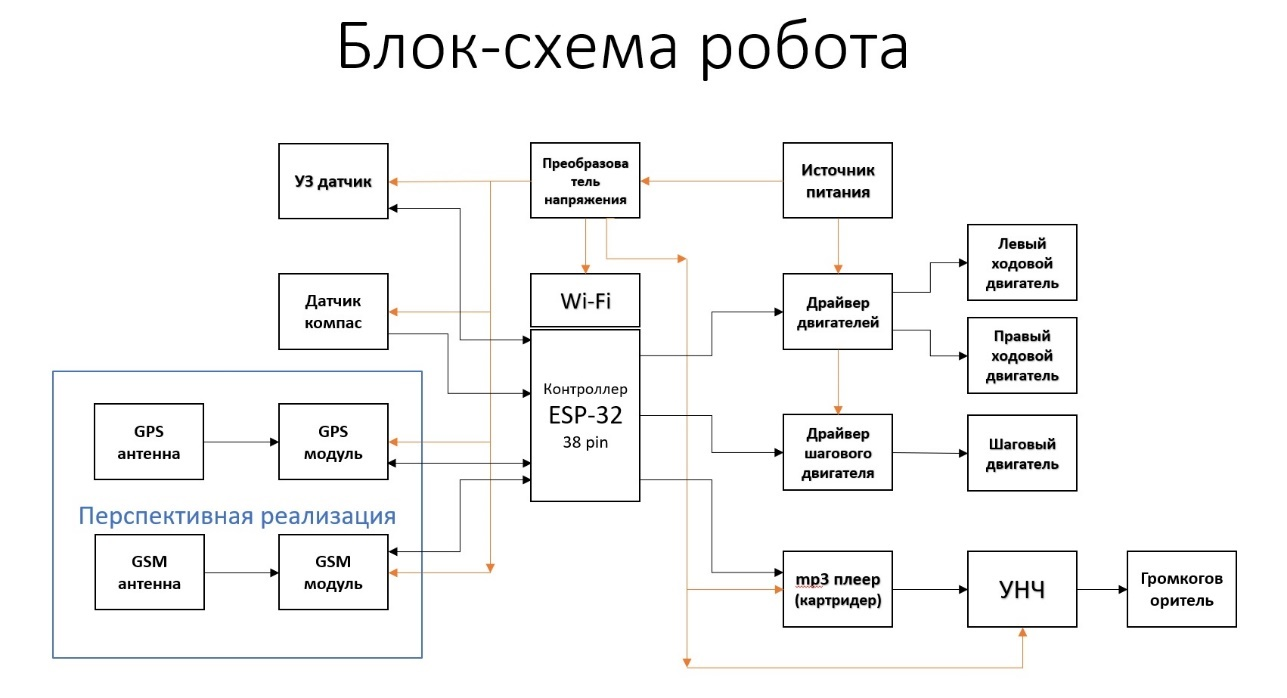 Блок-схема робота
УЗ датчик
Преобразова
тель
напряжения
Источник
питания
Левый
ходовой
двигатель
Датчик
компас
Wi-Fi
Драйвер
двигателей
Правый
ходовой
двигатель
Контроллер
ESP-32
38 pin
GPS
антенна
GPS
модуль
Драйвер
шагового
двигателя
Шаговый
двигатель
Перспективная реализация
GSM
антенна
GSM
модуль
mp3 плеер
(картридер)
УНЧ
Громкогов
оритель